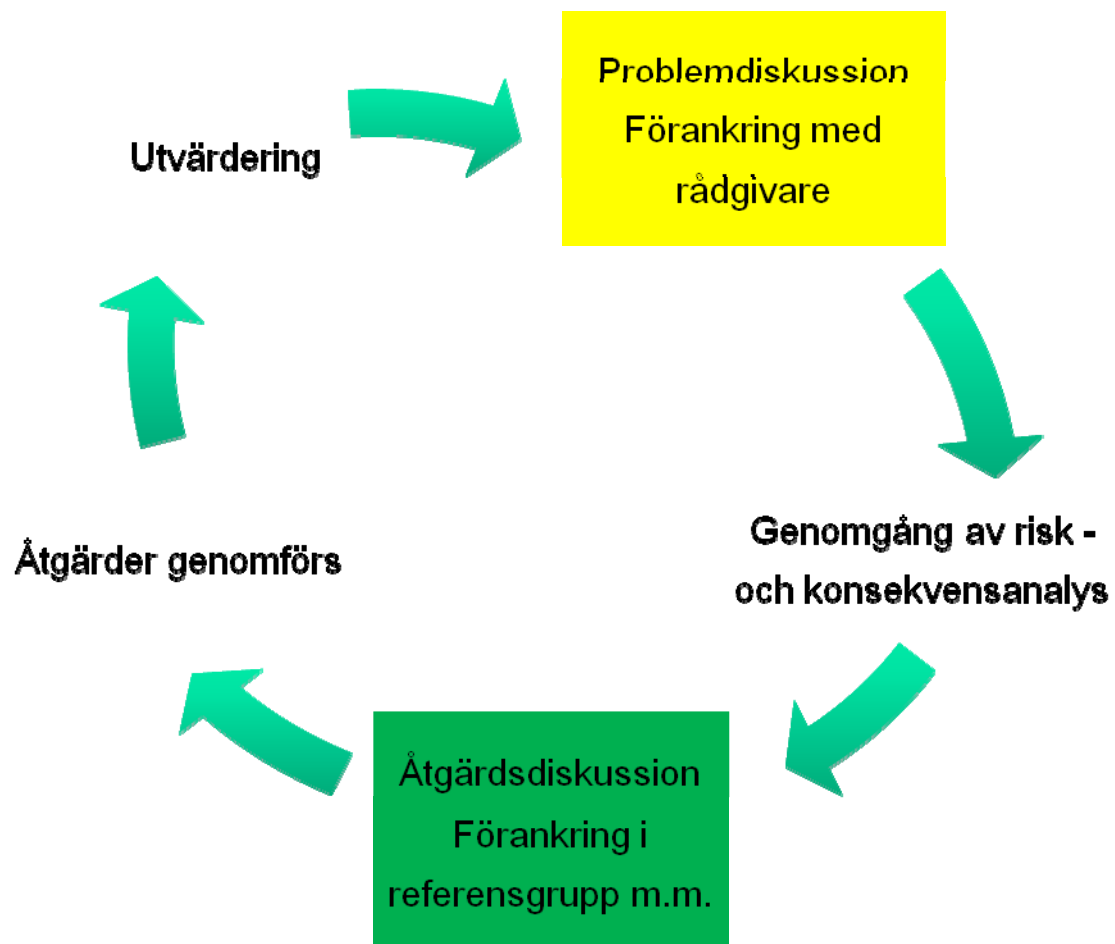 Problemdiskussion
Förankring med
rådgivare
Utvärdering
Genomgång av risk -
och konsekvensanalys
Åtgärder genomförs
Åtgärdsdiskussion
Förankring i
referensgrupp m.m.